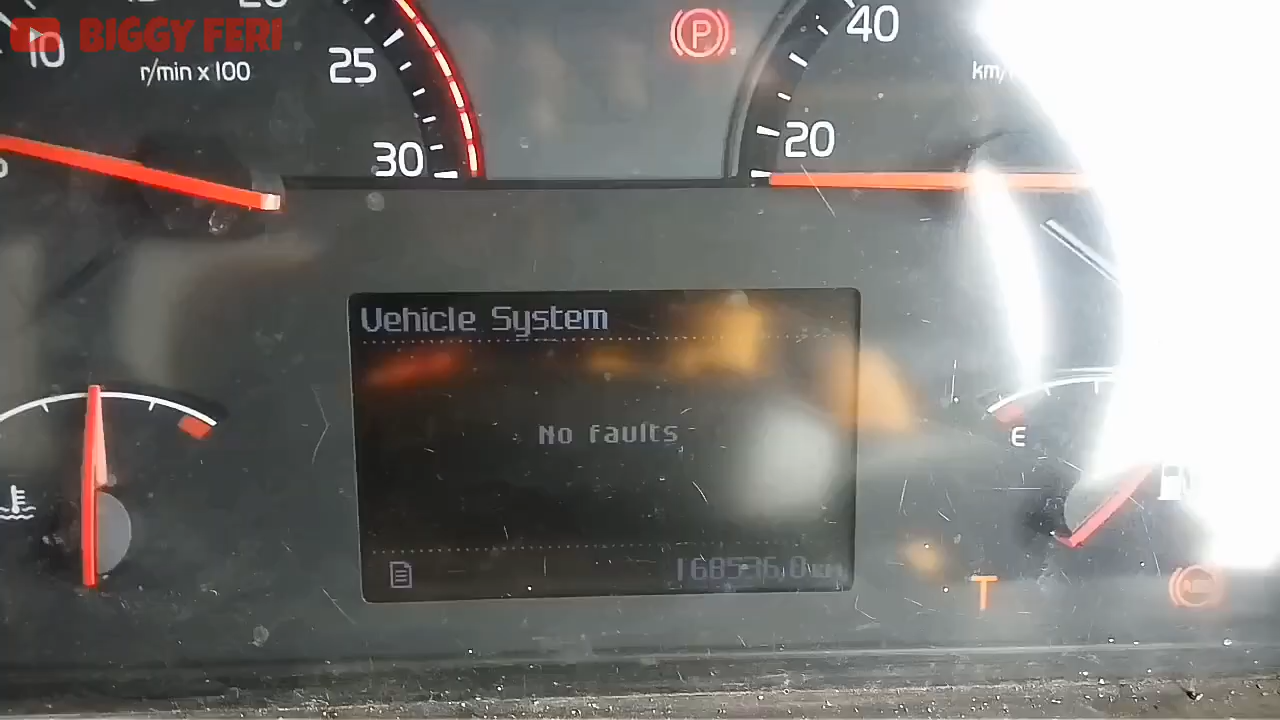 BIGGY FERI
10
r/min x 100
25
30
P
40
20
Vehicle System
No faults
168536.0 km
E
T